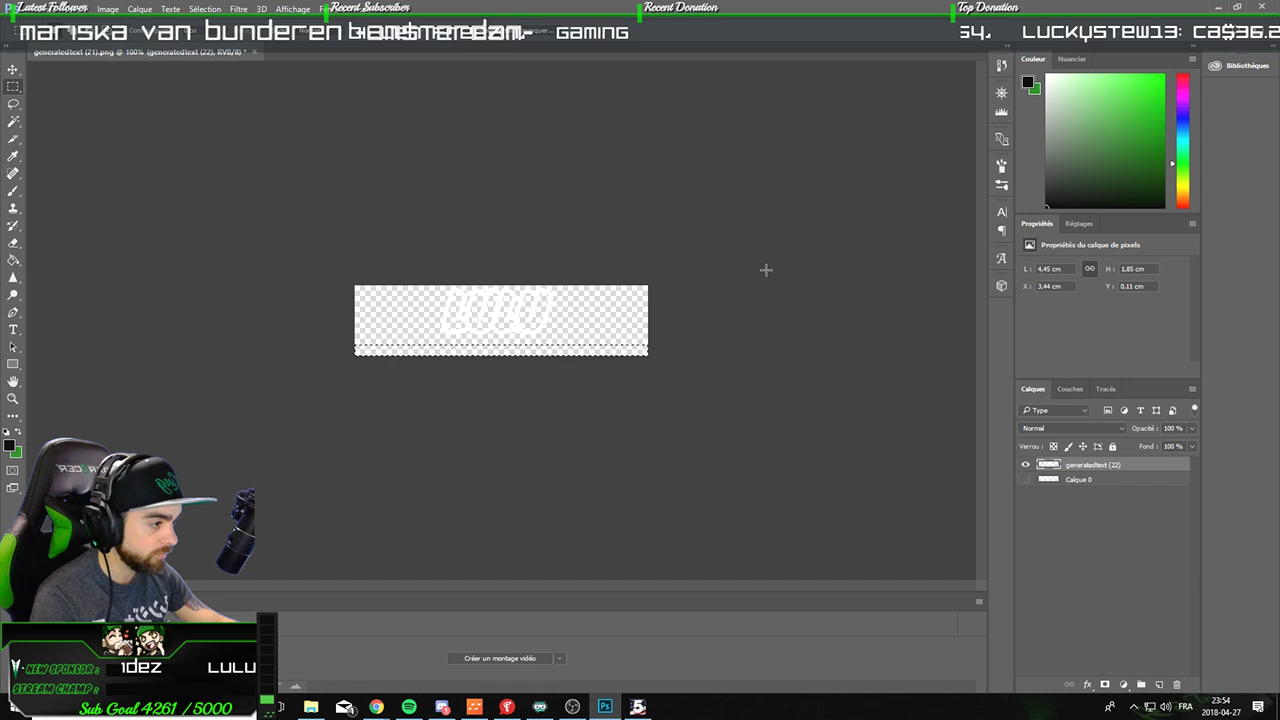 Latest Follower
Recent Subscriber
Recent Donation
Top Donation
Image Calque Texte Sélection Filtre 3D Affichage
mariska van bunderen
GAMING
54.
LUCKYSTEW13: CA$36.2
generatedtext (21).png @ 100% (generatedtext (22), RVB/8) *
Couleur Nuancier
Bibliothèques
Propriétés Réglages
Propriétés du calque de pixels
L : 4,45 cm H : 1,85 cm
X : 3,44 cm Y : 0,11 cm
Calques Couches Tracés
Type
Normal Opacité : 100 %
Verrou : Fond : 100 %
generatedtext (22)
Calque 0
Créer un montage vidéo
NEW SPONSOR : 1DEZ LULU
STREAM CHAMP :
Sub Goal 4261 / 5000
Ps
FRA
23:54
2018-04-27